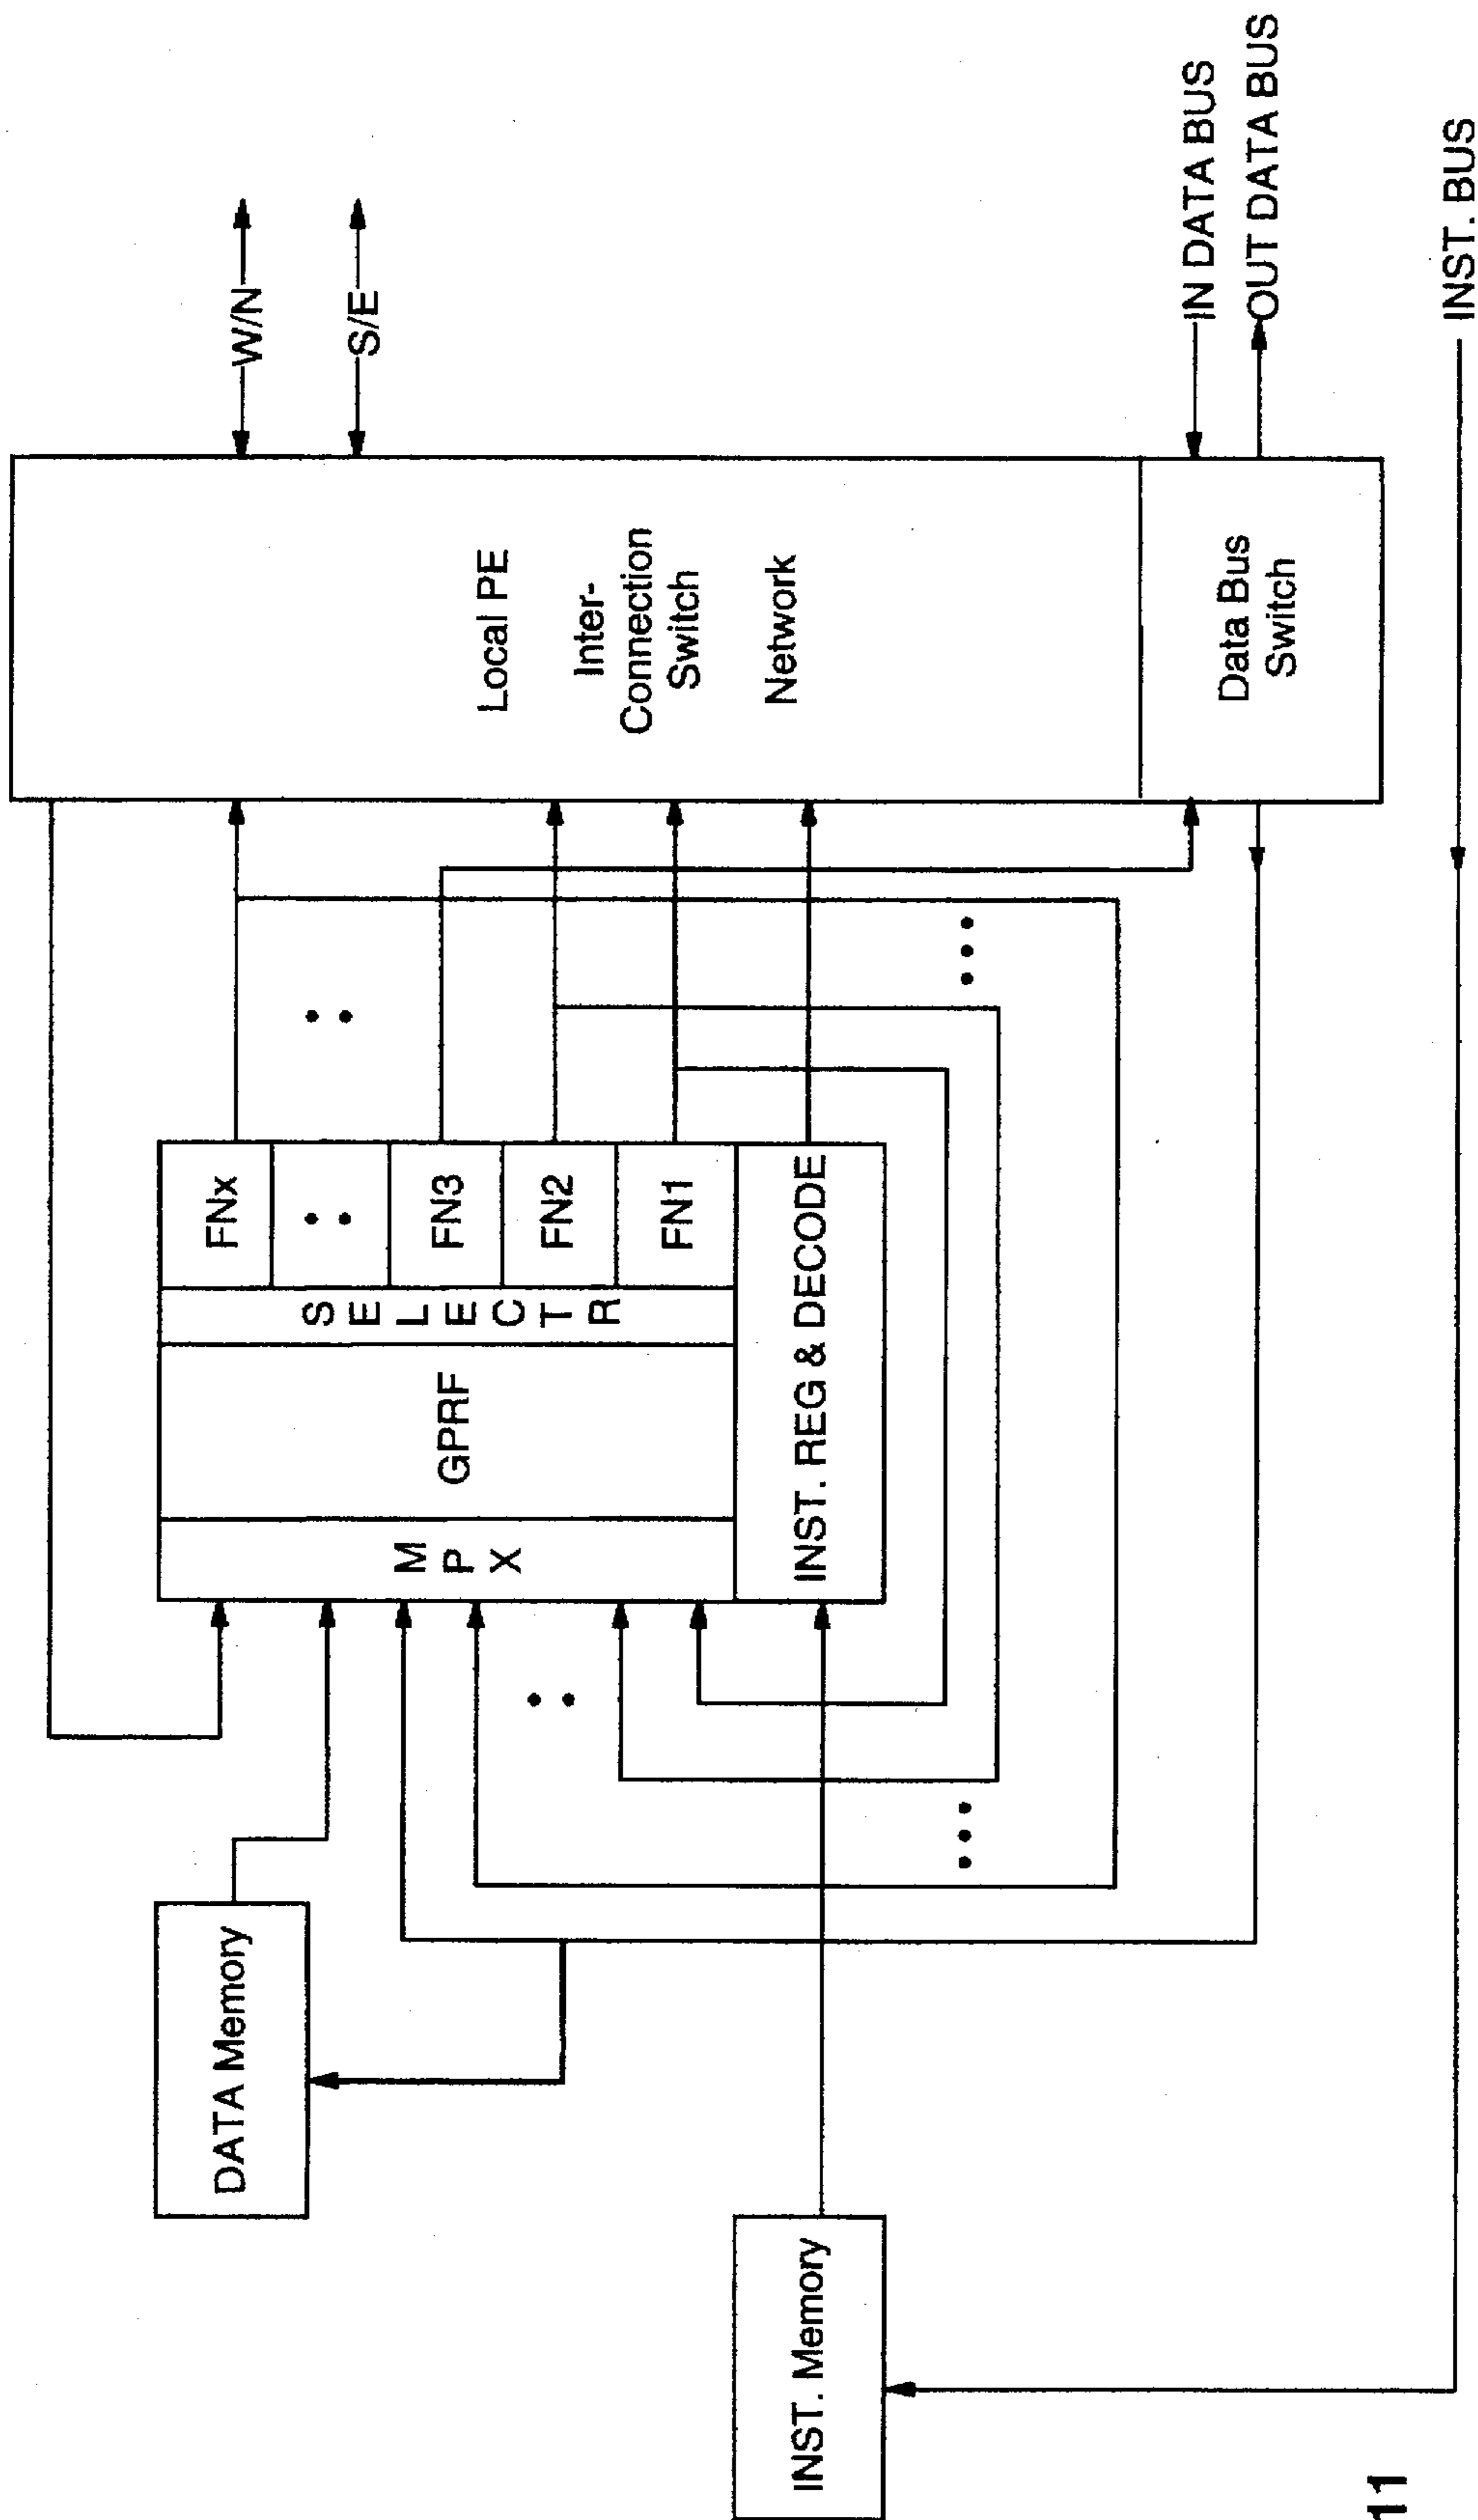 DATA Memory
INST. Memory
MPX
GPRF
SELECTR
FNx
FN3
FN2
FN1
INST. REG & DECODE
Local PE
Inter-
Connection
Switch
Network
Data Bus
Switch
W/N
S/E
IN DATA BUS
OUT DATA BUS
INST. BUS
11